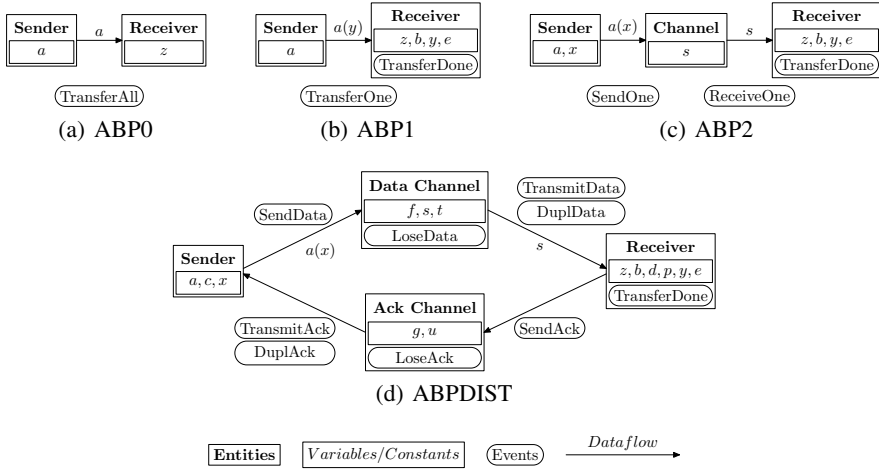 Sender
a
a
Receiver
z
TransferAll
(a) ABP0
Sender
a
a(y)
Receiver
z, b, y, e
TransferDone
TransferOne
(b) ABP1
Sender
a, x
a(x)
Channel
s
s
Receiver
z, b, y, e
TransferDone
SendOne
ReceiveOne
(c) ABP2
Data Channel
f, s, t
LoseData
SendData
a(x)
TransmitData
DuplData
s
Sender
a, c, x
Receiver
z, b, d, p, y, e
TransferDone
Ack Channel
g, u
LoseAck
TransmitAck
DuplAck
SendAck
(d) ABPDIST
Entities
Variables/Constants
Events
Dataflow